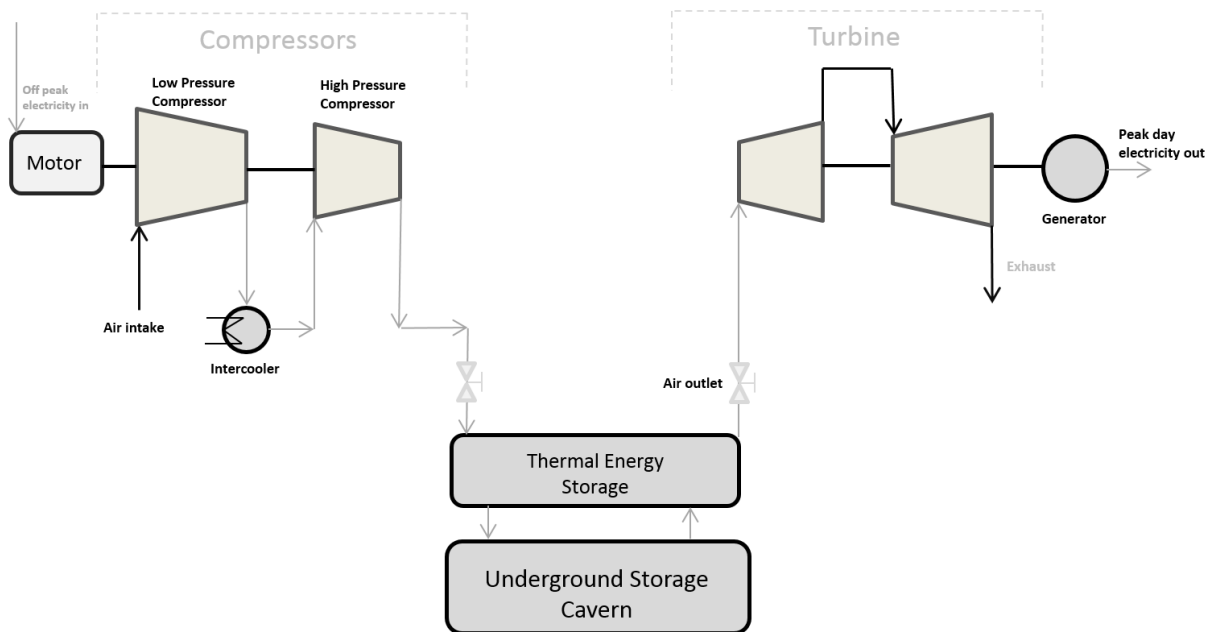 Compressors
Turbine
Off peak
electricity in
Low Pressure
Compressor
High Pressure
Compressor
Motor
Peak day
electricity out
Generator
Exhaust
Air intake
Intercooler
Air outlet
Thermal Energy
Storage
Underground Storage
Cavern